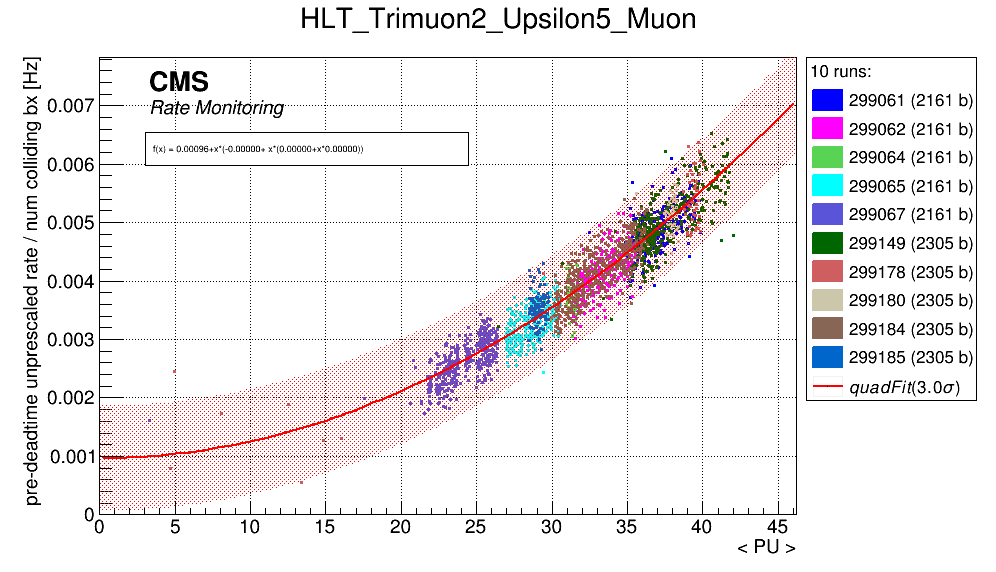 HLT_Trimuon2_Upsilon5_Muon
pre-deadtime unprescaled rate / num colliding bx [Hz]
CMS
Rate Monitoring
f(x) = 0.00096+x*(-0.00000+ x*(0.00000+x*0.00000))
0.007
0.006
0.005
0.004
0.003
0.002
0.001
0
0 5 10 15 20 25 30 35 40 45
< PU >
10 runs:
299061 (2161 b)
299062 (2161 b)
299064 (2161 b)
299065 (2161 b)
299067 (2161 b)
299149 (2305 b)
299178 (2305 b)
299180 (2305 b)
299184 (2305 b)
299185 (2305 b)
quadFit(3.0σ)